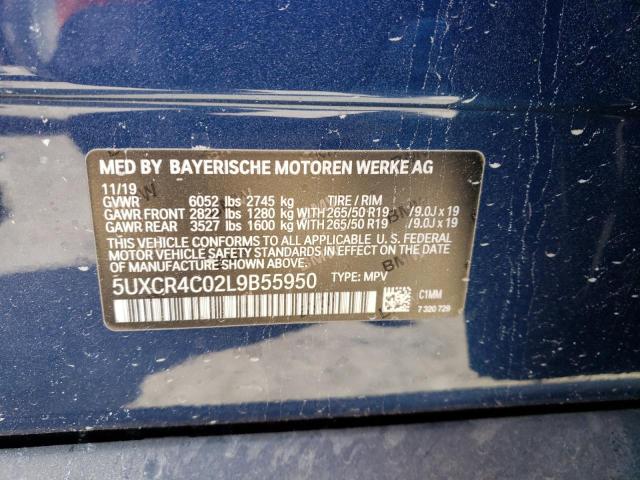 MFD BY BAYERISCHE MOTOREN WERKE AG
11/19
GVWR 6052 lbs 2745 kg TIRE / RIM
GAWR FRONT 2822 lbs 1280 kg WITH 265/50 R19 /9.0J x 19
GAWR REAR 3527 lbs 1600 kg WITH 265/50 R19 /9.0J x 19
THIS VEHICLE CONFORMS TO ALL APPLICABLE U. S. FEDERAL
MOTOR VEHICLE SAFETY STANDARDS IN EFFECT ON THE
DATE OF MANUFACTURE SHOWN ABOVE.
5UXCR4C02L9B55950 TYPE: MPV
C1MM
7 320 729
BMW